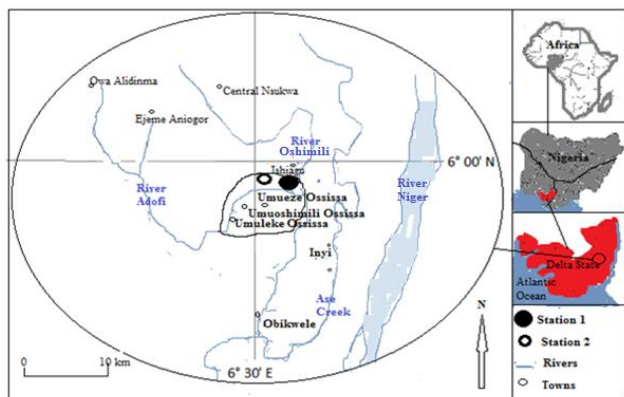 Owa Alidinma
Central Nsukwa
Ejeme Aniogor
River
Oshimili
6° 00' N
River
Adofi
Umueze Ossissa
Umuoshimili Ossissa
Umuleke Ossissa
River
Niger
Inyi
Ase
Creek
Obikwele
N
0
10 km
6° 30' E
Africa
Nigeria
Delta State
Atlantic
Ocean
Station 1
Station 2
Rivers
Towns